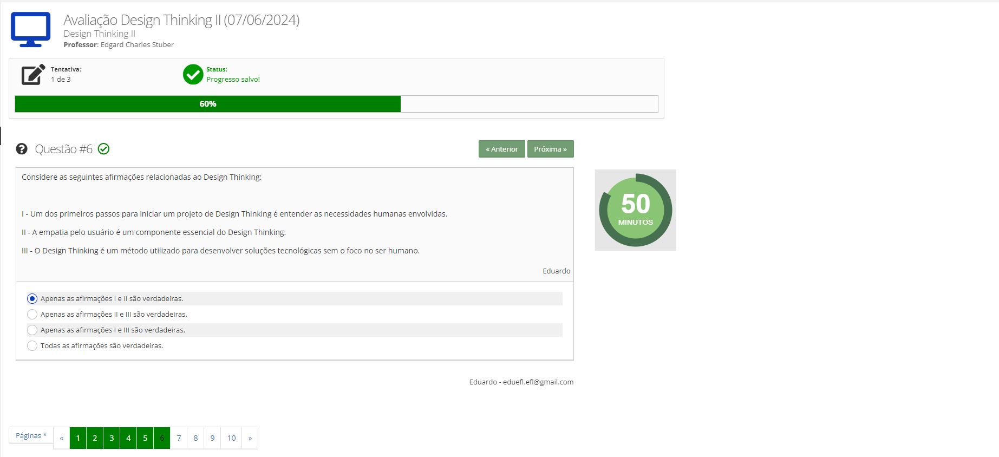 Avaliação Design Thinking II (07/06/2024)
Design Thinking II
Professor: Edgard Charles Stuber
Tentativa:
1 de 3
Status:
Progresso salvo!
60%
Questão #6
« Anterior
Próxima »
Considere as seguintes afirmações relacionadas ao Design Thinking:
I - Um dos primeiros passos para iniciar um projeto de Design Thinking é entender as necessidades humanas envolvidas.
II - A empatia pelo usuário é um componente essencial do Design Thinking.
III - O Design Thinking é um método utilizado para desenvolver soluções tecnológicas sem o foco no ser humano.
Eduardo
50
MINUTOS
Apenas as afirmações I e II são verdadeiras.
Apenas as afirmações II e III são verdadeiras.
Apenas as afirmações I e III são verdadeiras.
Todas as afirmações são verdadeiras.
Eduardo - eduefl.efl@gmail.com
Páginas * « 1 2 3 4 5 6 7 8 9 10 »